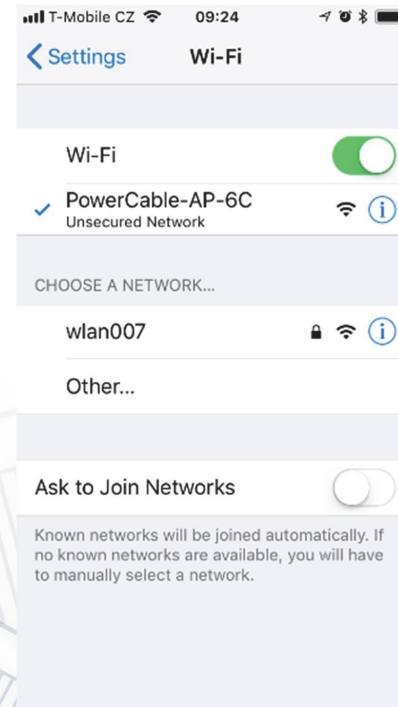 T-Mobile CZ 09:24
Settings Wi-Fi
Wi-Fi
PowerCable-AP-6C
Unsecured Network
CHOOSE A NETWORK...
wlan007
Other...
Ask to Join Networks
Known networks will be joined automatically. If
no known networks are available, you will have
to manually select a network.